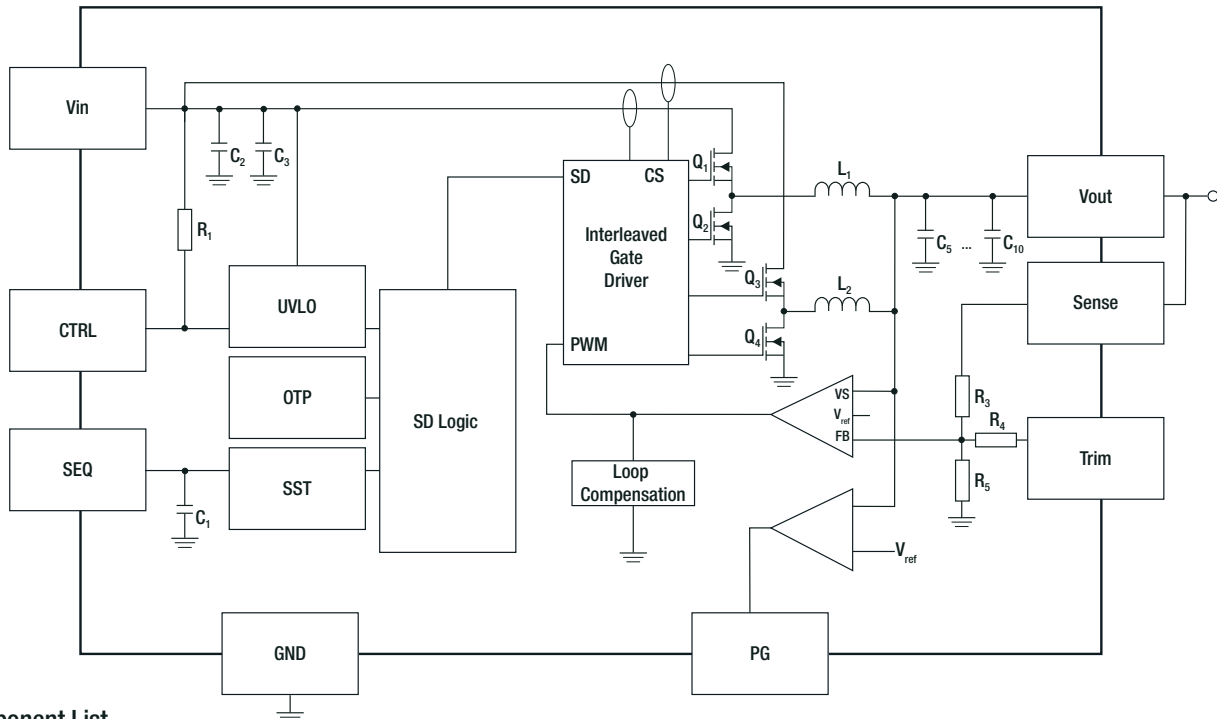 Vin
C2
C3
R1
UVLO
CTRL
OTP
SD Logic
SEQ
SST
C1
SD
CS
Interleaved
Gate
Driver
PWM
Q1
Q2
Q3
Q4
L1
L2
C5 ... C10
Vout
Sense
VS
Vref
FB
R3
R4
R5
Trim
Loop
Compensation
Vref
GND
PG